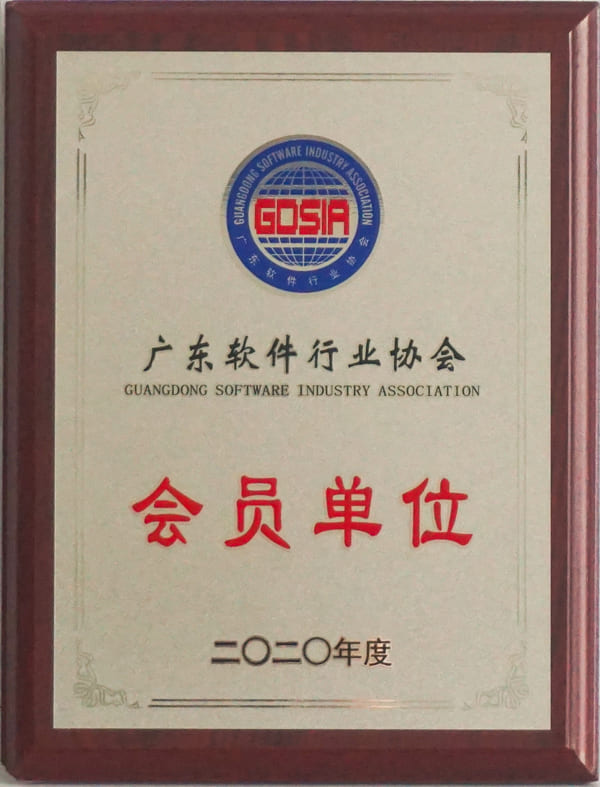 GUANGDONG SOFTWARE INDUSTRY ASSOCIATION
GDSIA
广东软件行业协会
广东软件行业协会
GUANGDONG SOFTWARE INDUSTRY ASSOCIATION
会员单位
二〇二〇年度